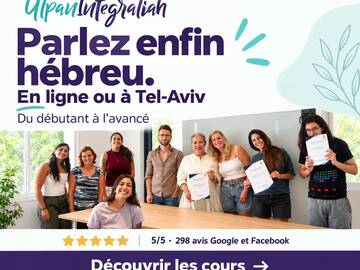 UlpanIntegraliah
Parlez enfin
hébreu.
En ligne ou à Tel-Aviv
Du débutant à l'avancé
5/5 · 298 avis Google et Facebook
Découvrir les cours →